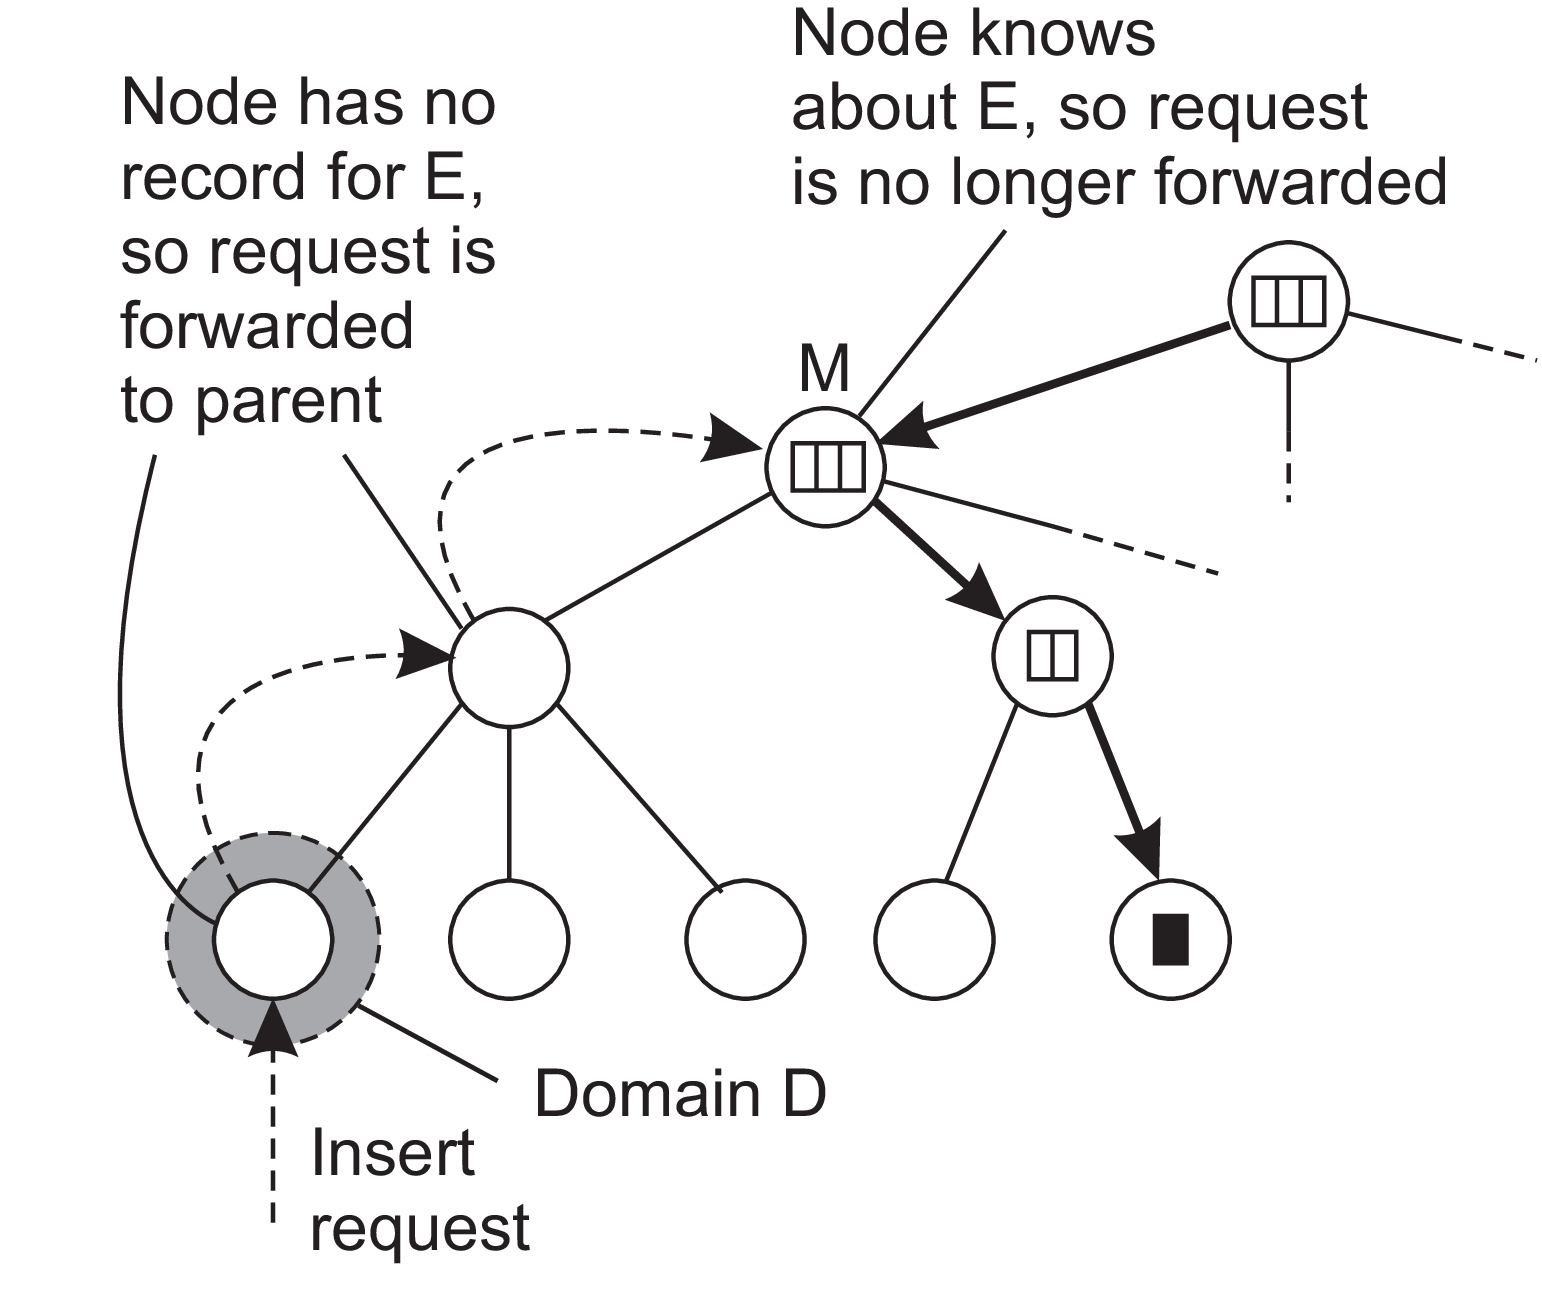 Node has no
record for E,
so request is
forwarded
to parent
Node knows
about E, so request
is no longer forwarded
M
Domain D
Insert
request